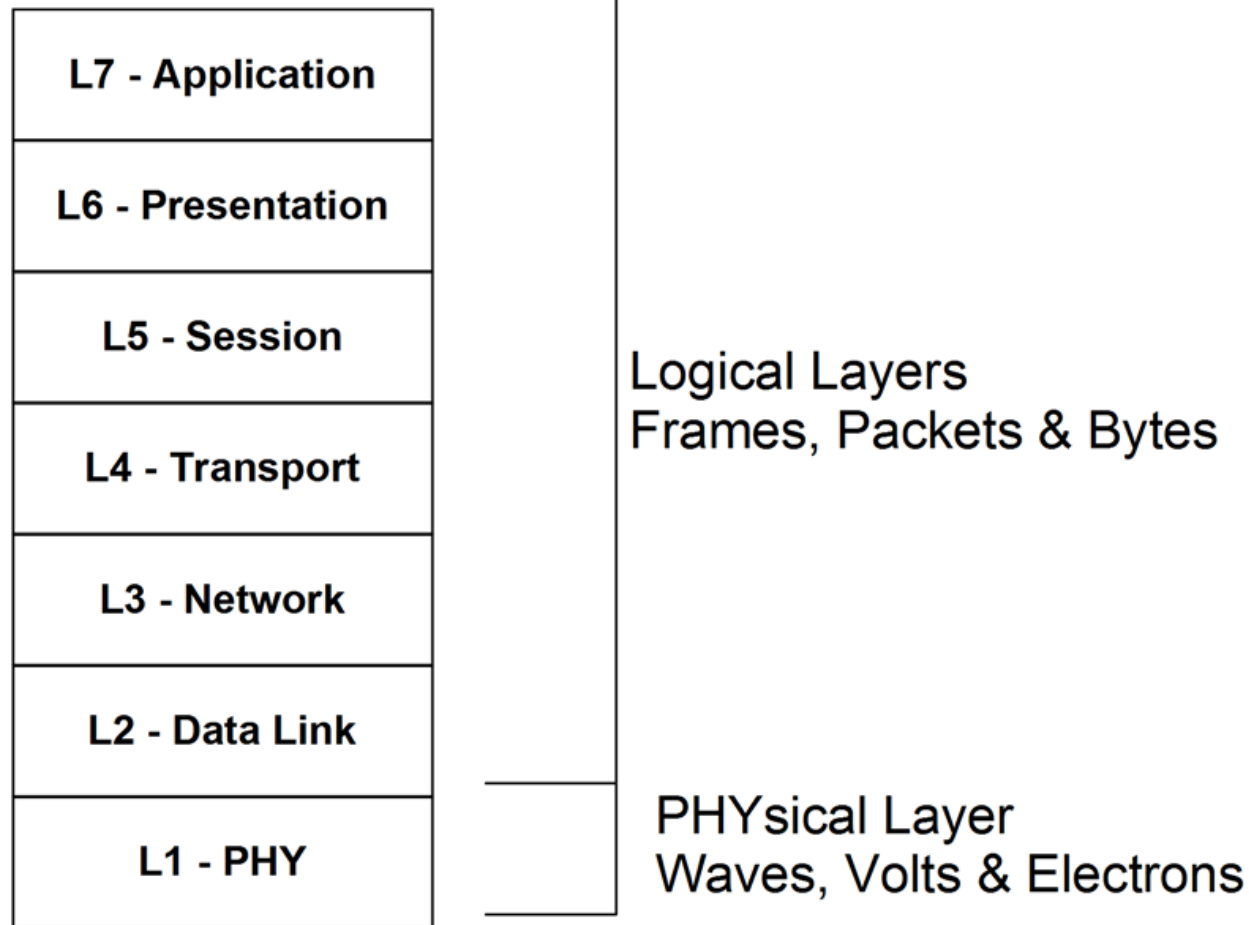 L7 - Application
L6 - Presentation
L5 - Session
L4 - Transport
L3 - Network
L2 - Data Link
L1 - PHY
Logical Layers
Frames, Packets & Bytes
PHYsical Layer
Waves, Volts & Electrons